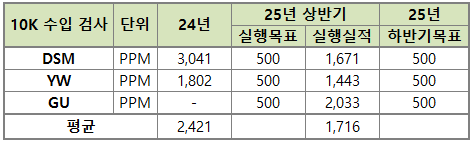 10K 수입 검사 단위 24년 25년 상반기 25년
실행목표 실행실적 하반기목표
DSM PPM 3,041 500 1,671 500
YW PPM 1,802 500 1,443 500
GU PPM - 500 2,033 500
평균 2,421 1,716